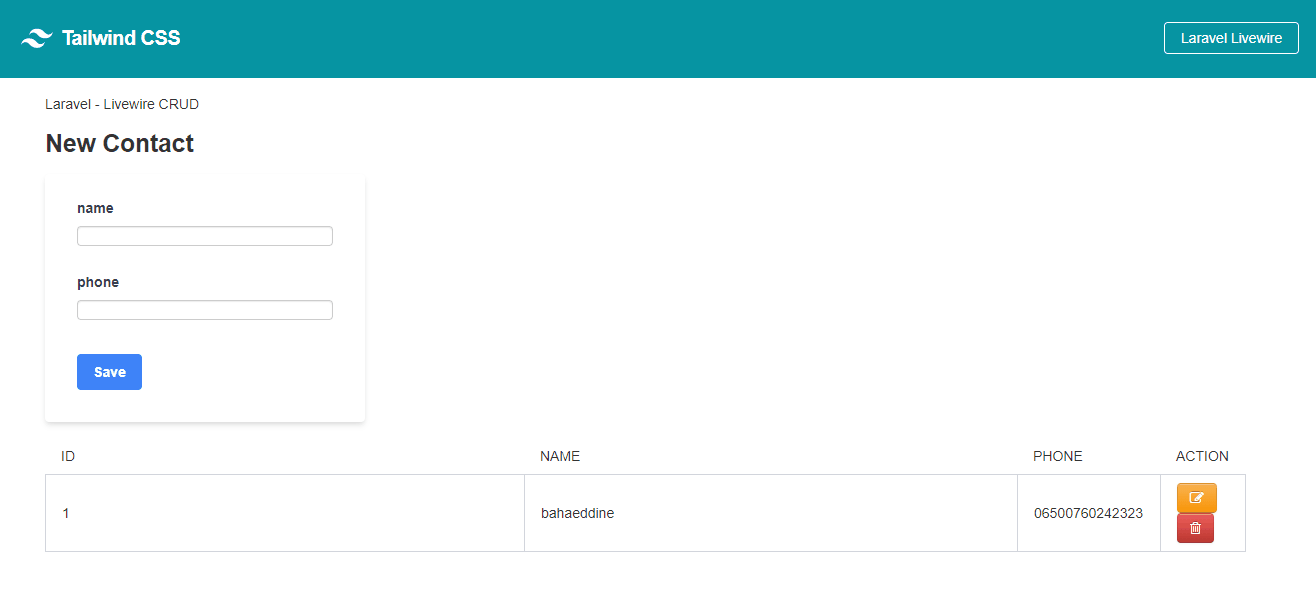 Tailwind CSS
Laravel Livewire
Laravel - Livewire CRUD
New Contact
name
phone
Save
ID NAME PHONE ACTION
1 bahaeddine 06500760242323